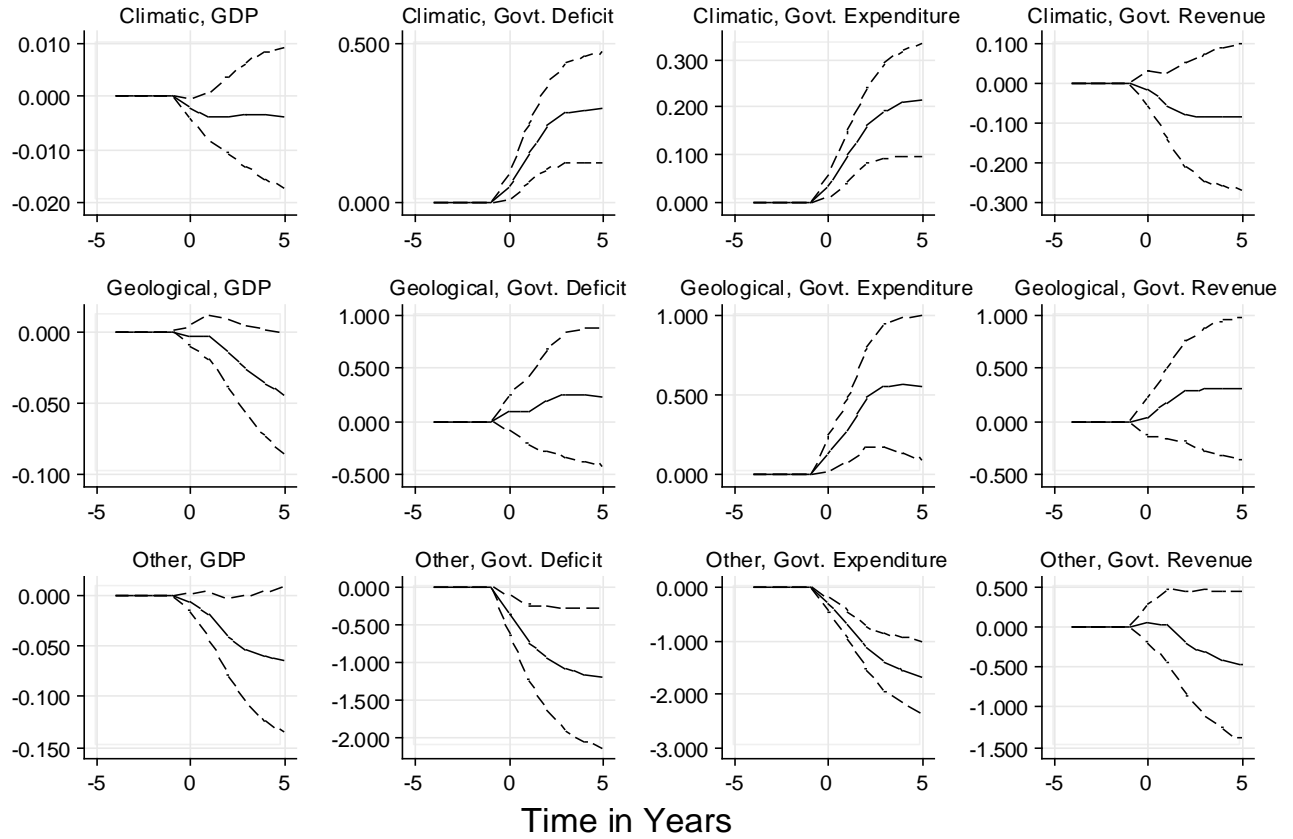 Climatic, GDP Climatic, Govt. Deficit Climatic, Govt. Expenditure Climatic, Govt. Revenue
0.010 0.500 0.300 0.100
0.000 0.200 0.000
-0.010 0.100 -0.100
-0.020 0.000 0.000 -0.200
-0.300
-5 0 5 -5 0 5 -5 0 5 -5 0 5
Geological, GDP Geological, Govt. Deficit Geological, Govt. Expenditure Geological, Govt. Revenue
0.000 1.000 1.000 1.000
-0.050 0.500 0.500 0.500
-0.100 0.000 0.000 0.000
-0.500 -0.500
-5 0 5 -5 0 5 -5 0 5 -5 0 5
Other, GDP Other, Govt. Deficit Other, Govt. Expenditure Other, Govt. Revenue
0.000 0.000 0.000 0.500
-0.050 -0.500 -1.000 0.000
-0.100 -1.000 -2.000 -0.500
-0.150 -1.500 -3.000 -1.000
-2.000 -1.500
-5 0 5 -5 0 5 -5 0 5 -5 0 5
Time in Years